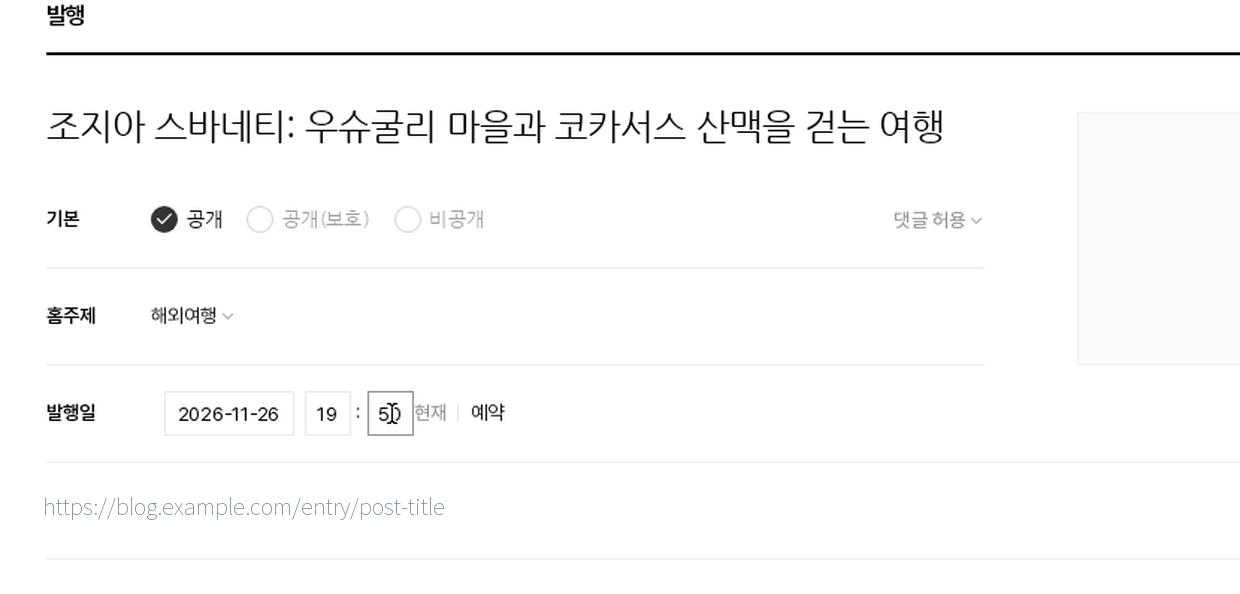 발행
조지아 스바네티: 우슈굴리 마을과 코카서스 산맥을 걷는 여행
기본 공개 공개(보호) 비공개 댓글 허용
홈주제 해외여행
발행일 2026-11-26 19 : 50 현재 예약
https://blog.example.com/entry/post-title